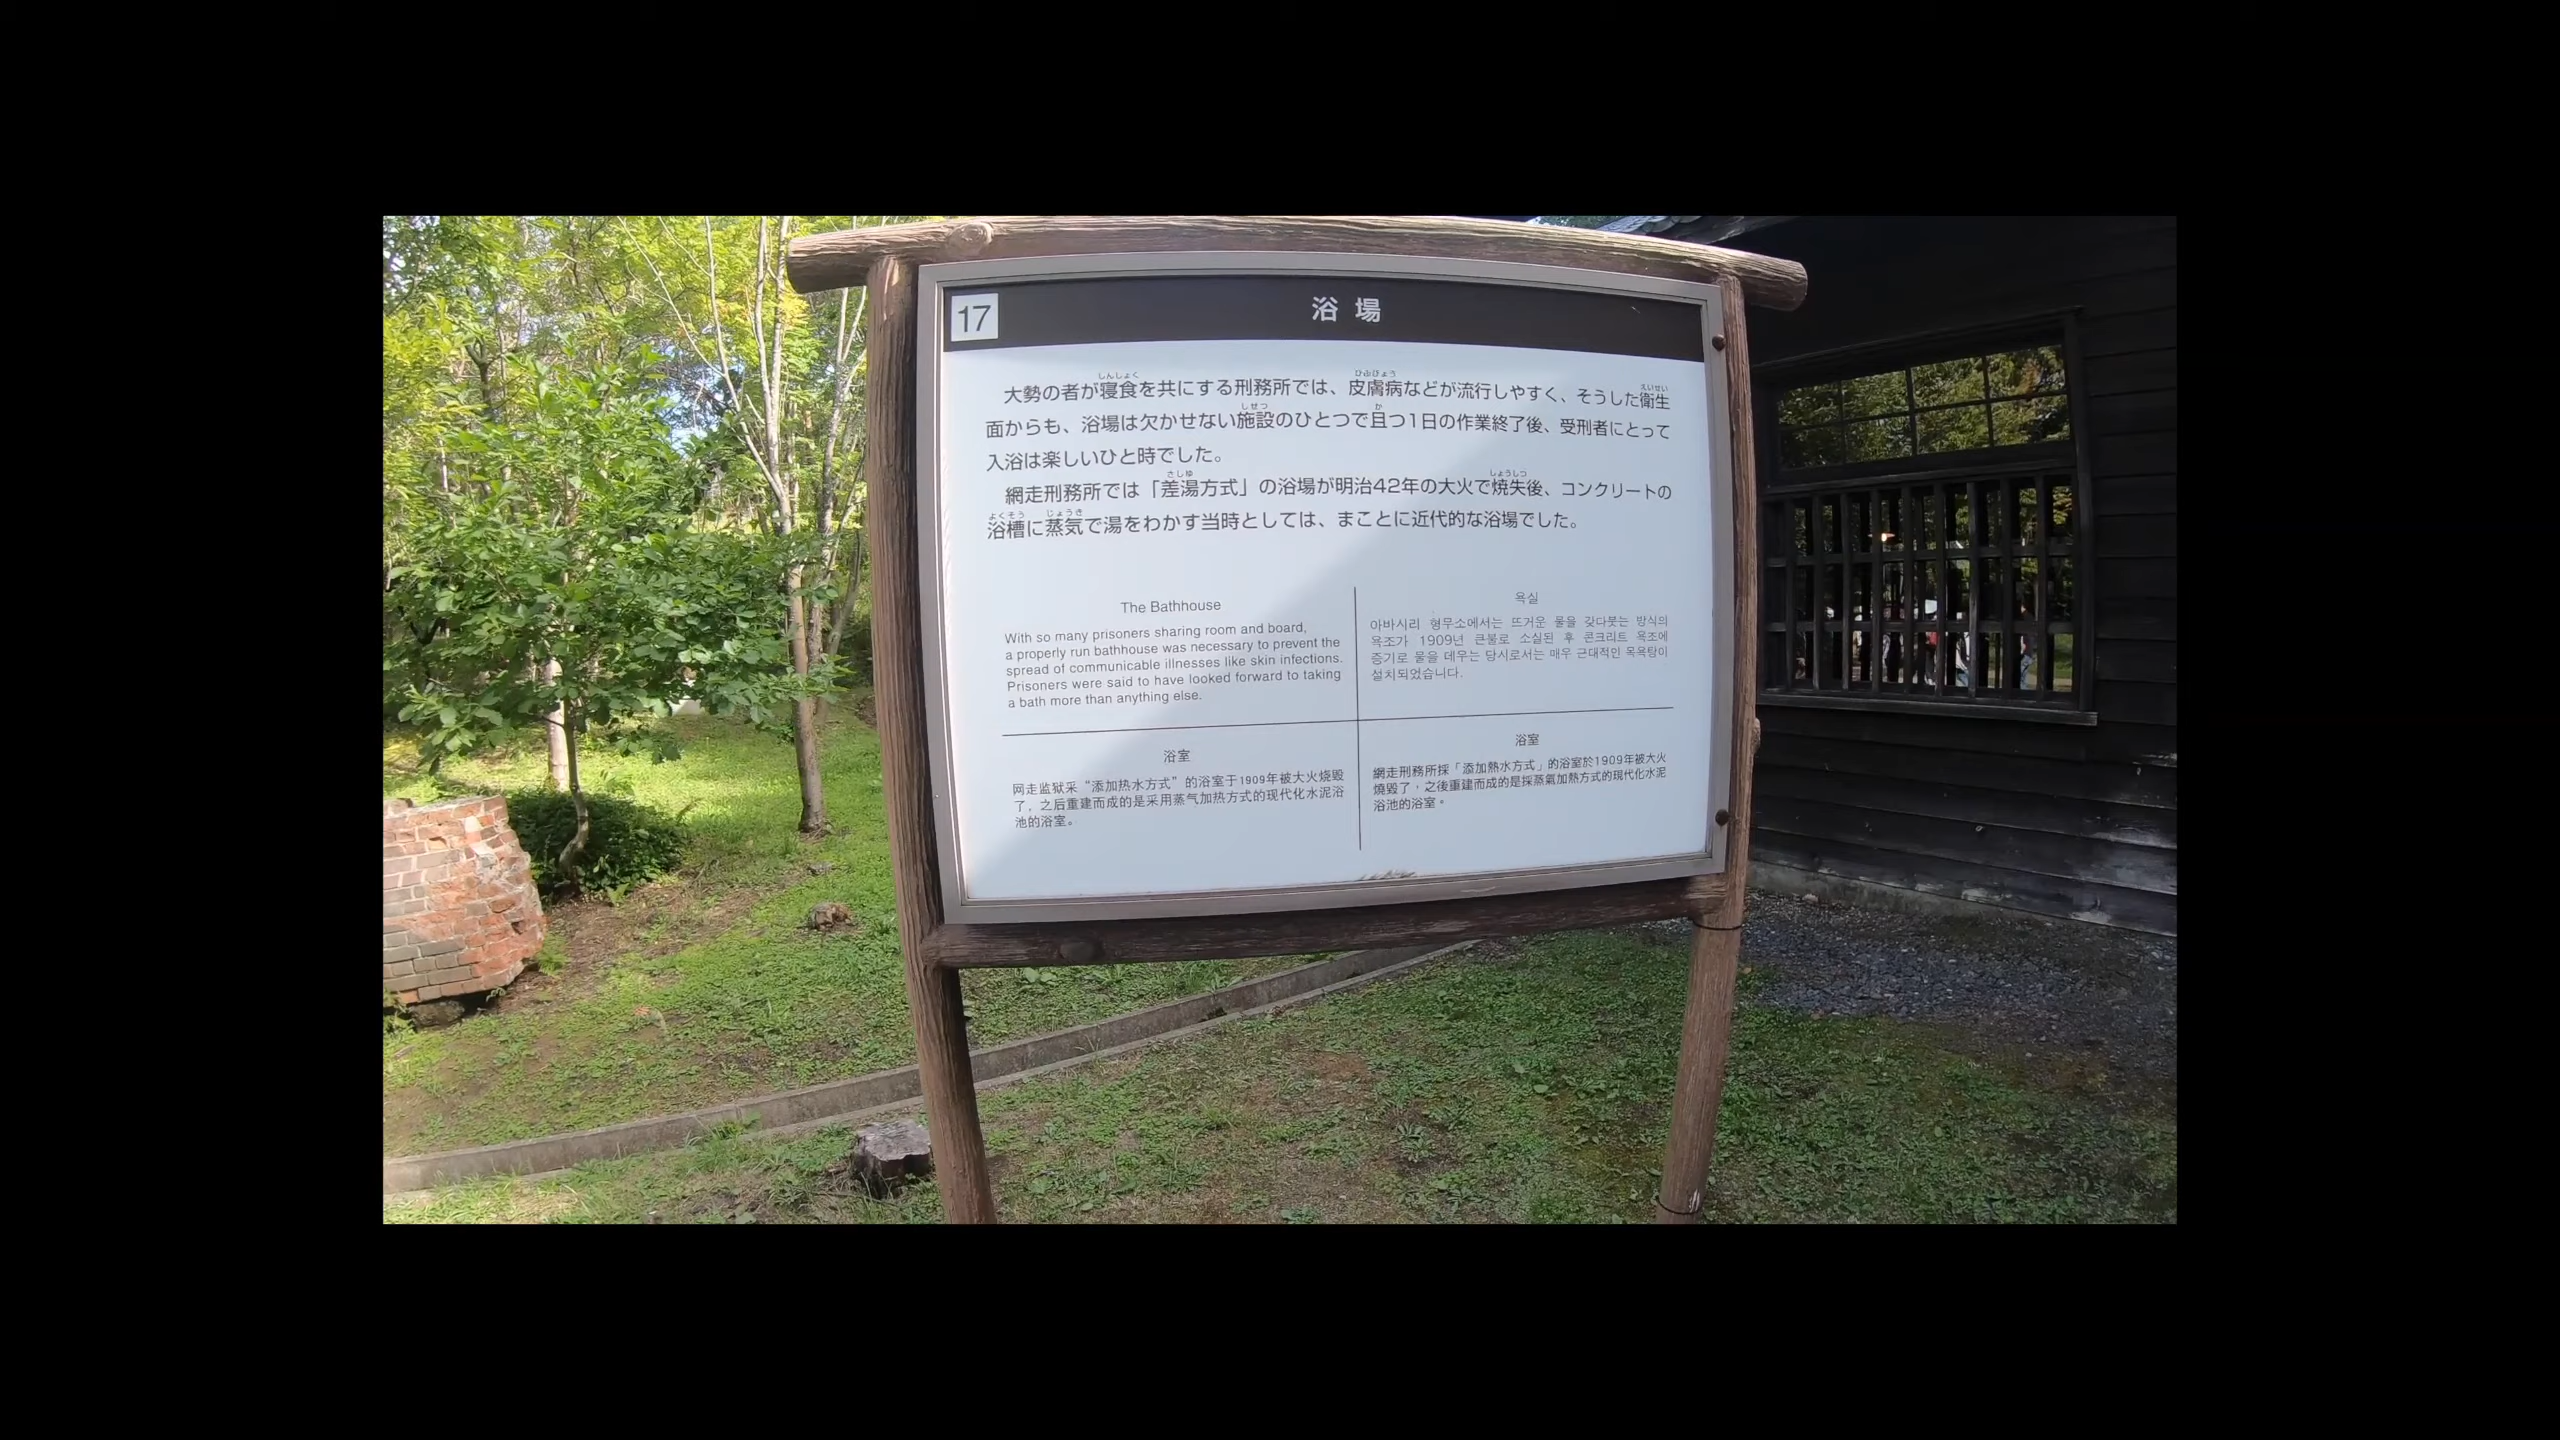 17
浴場
大勢の者が寝食を共にする刑務所では、皮膚病などが流行しやすく、そうした衛生
面からも、浴場は欠かせない施設のひとつで且つ1日の作業終了後、受刑者にとって
入浴は楽しいひと時でした。
網走刑務所では「差湯方式」の浴場が明治42年の大火で焼失後、コンクリートの
浴槽に蒸気で湯をわかす当時としては、まことに近代的な浴場でした。
The Bathhouse
With so many prisoners sharing room and board,
a properly run bathhouse was necessary to prevent the
spread of communicable illnesses like skin infections.
Prisoners were said to have looked forward to taking
a bath more than anything else.
욕실
아바시리 형무소에서는 뜨거운 물을 갖다붓는 방식의
욕조가 1909년 큰불로 소실된 후 콘크리트 욕조에
증기로 물을 데우는 당시로서는 매우 근대적인 목욕탕이
설치되었습니다.
浴室
网走监狱采“添加热水方式”的浴室于1909年被大火烧毁
了，之后重建而成的是采用蒸气加热方式的现代化水泥浴
池的浴室。
浴室
網走刑務所採「添加熱水方式」的浴室於1909年被大火
燒毀了，之後重建而成的是採蒸氣加熱方式的現代化水泥
浴池的浴室。